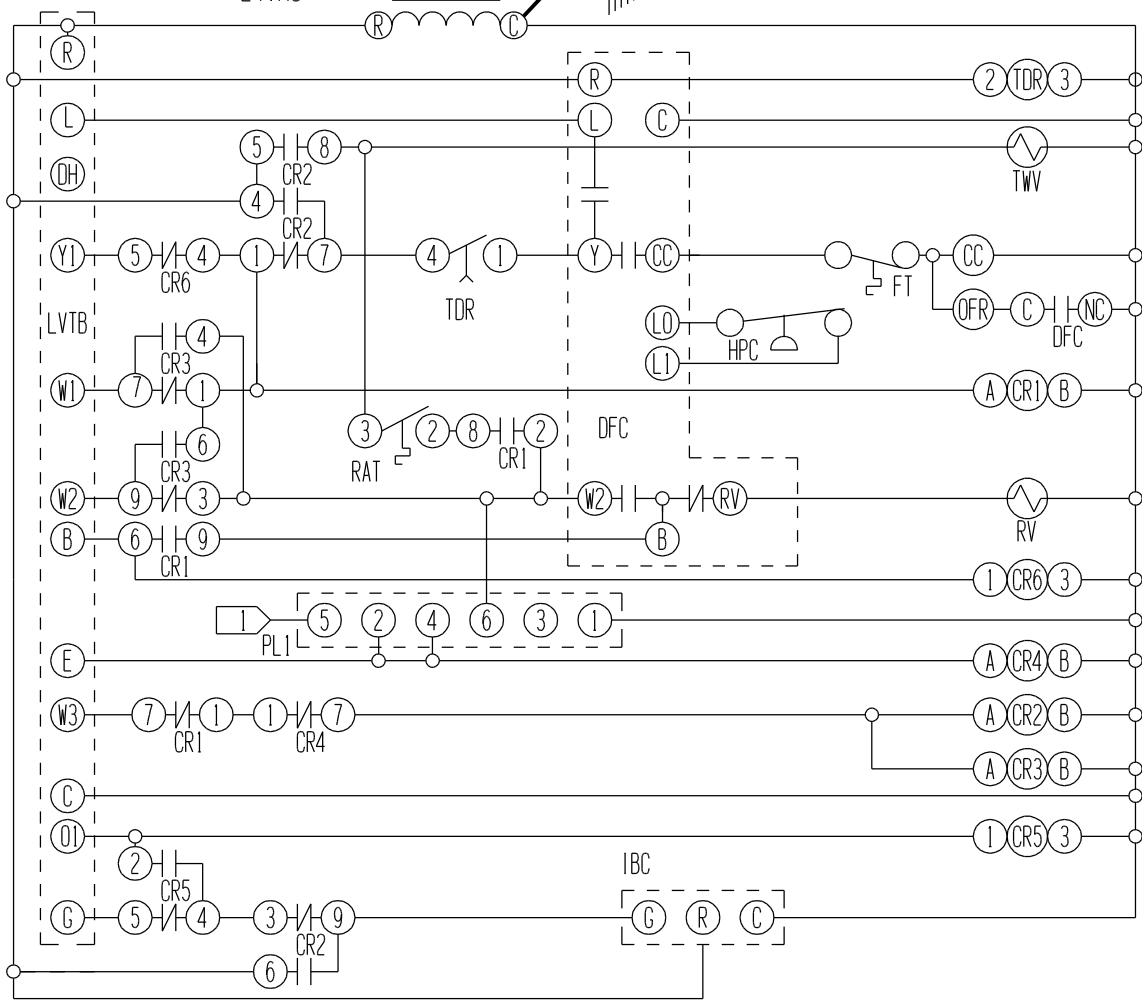 R C
R
R 2 TDR 3
L L C
5 8
CR2 TWV
DH
4
CR2
Y1 5 4 1 7 4 1 Y CC FT CC
CR6 TDR
OFR C NC
DFC
LVTB 4 LO HPC
CR3 L1
W1 7 1 A CR1 B
3 2 8 2 DFC
RAT CR1
6
CR3
W2 9 3 W2 RV
RV
B 6 9 B
CR1
1 CR6 3
1 5 2 4 6 3 1
PL1
E A CR4 B
W3 7 1 1 7 A CR2 B
CR1 CR4
A CR3 B
C
O1 1 CR5 3
2
CR5 IBC
G 5 4 3 9 G R C
CR2
6